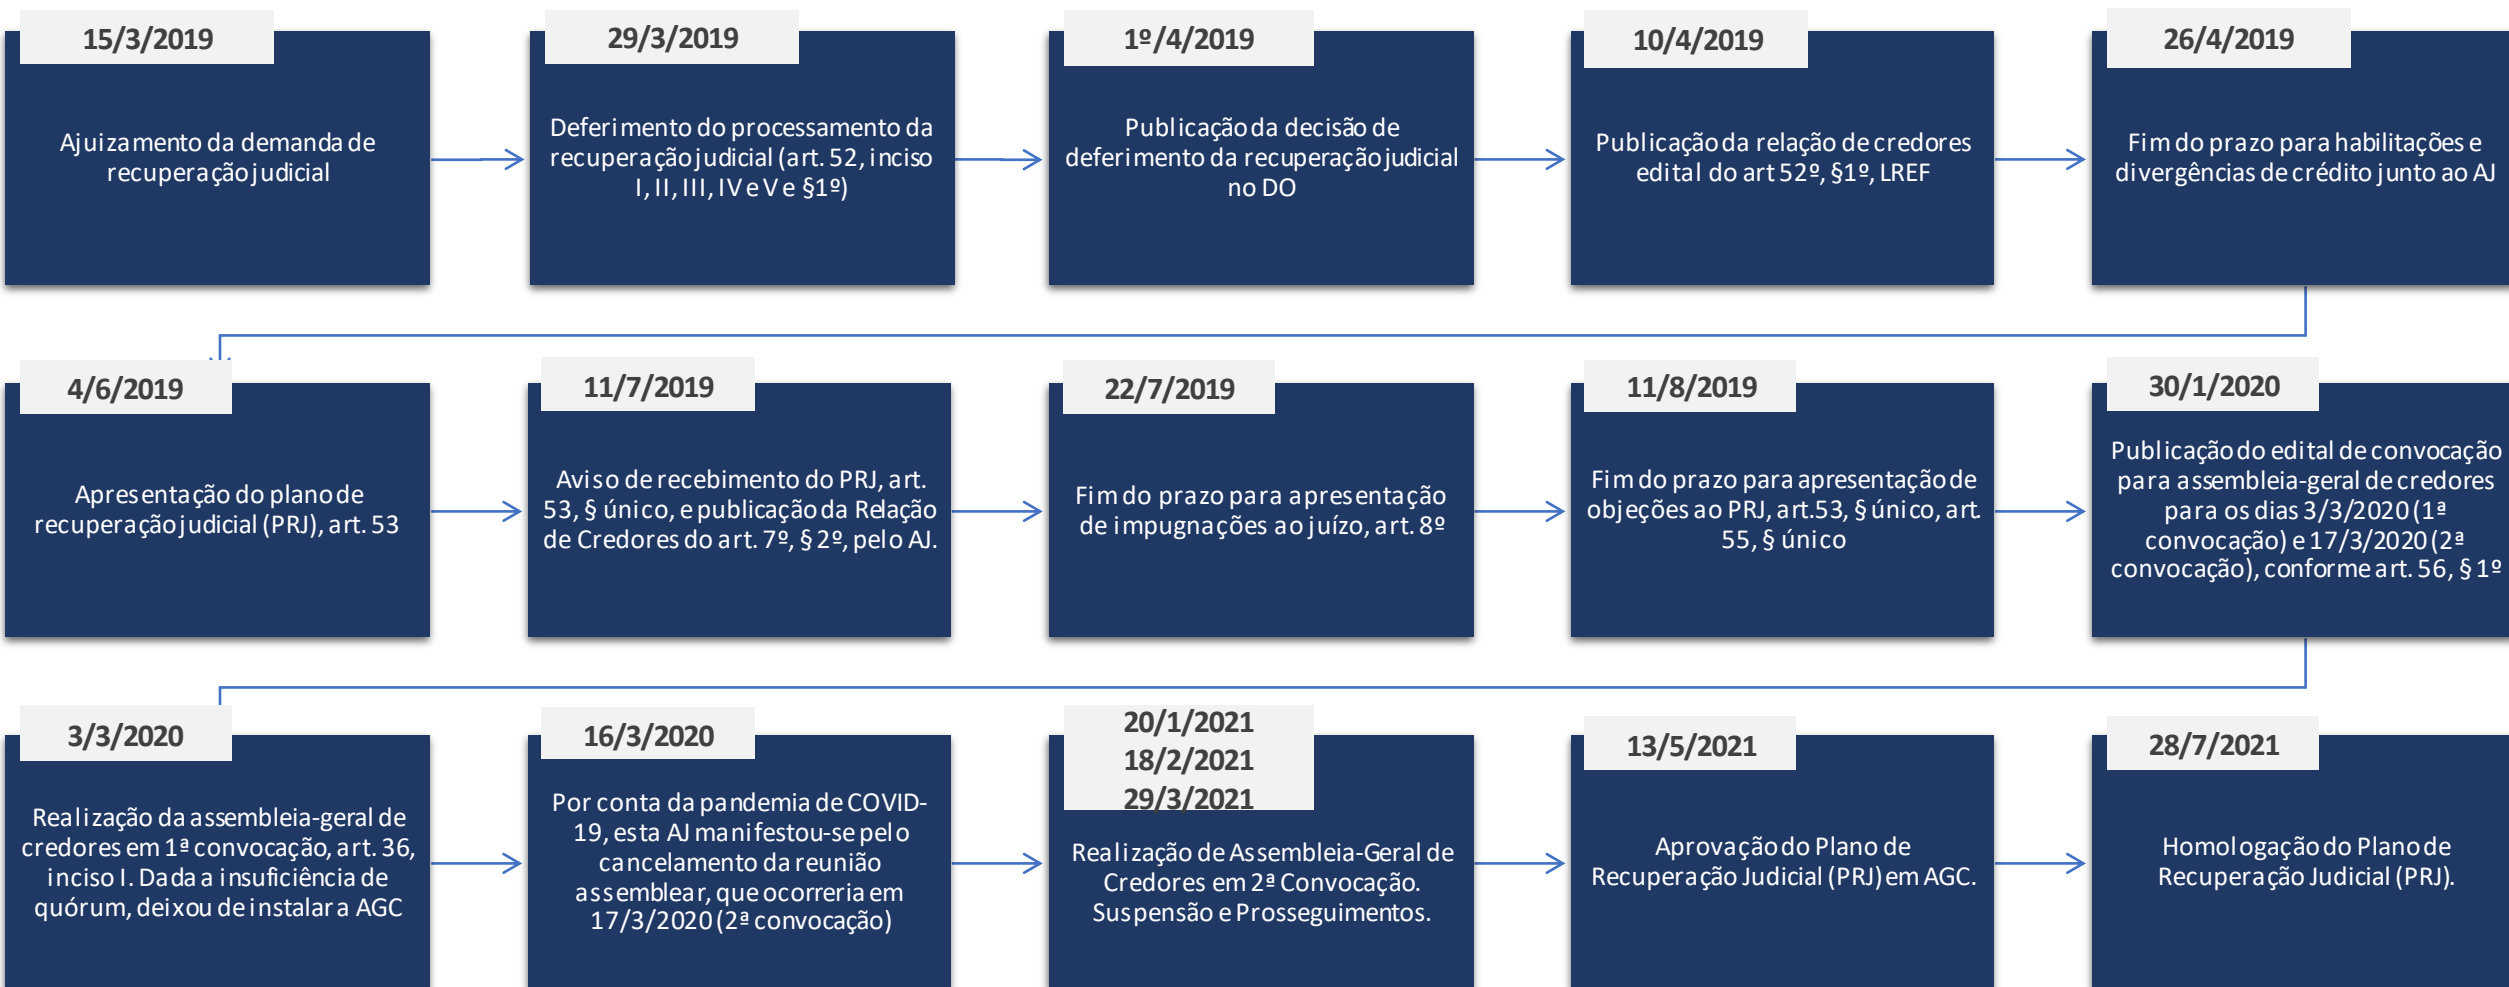 15/3/2019
Ajuizamento da demanda de
recuperação judicial
29/3/2019
Deferimento do processamento da
recuperação judicial (art. 52, inciso
I, II, III, IV e V e §1º)
1º/4/2019
Publicação da decisão de
deferimento da recuperação judicial
no DO
10/4/2019
Publicação da relação de credores
edital do art 52º, §1º, LREF
26/4/2019
Fim do prazo para habilitações e
divergências de crédito junto ao AJ
4/6/2019
Apresentação do plano de
recuperação judicial (PRJ), art. 53
11/7/2019
Aviso de recebimento do PRJ, art.
53, § único, e publicação da Relação
de Credores do art. 7º, § 2º, pelo AJ.
22/7/2019
Fim do prazo para apresentação
de impugnações ao juízo, art. 8º
11/8/2019
Fim do prazo para apresentação de
objeções ao PRJ, art.53, § único, art.
55, § único
30/1/2020
Publicação do edital de convocação
para assembleia-geral de credores
para os dias 3/3/2020 (1ª
convocação) e 17/3/2020 (2ª
convocação), conforme art. 56, § 1º
3/3/2020
Realização da assembleia-geral de
credores em 1ª convocação, art. 36,
inciso I. Dada a insuficiência de
quórum, deixou de instalar a AGC
16/3/2020
Por conta da pandemia de COVID-
19, esta AJ manifestou-se pelo
cancelamento da reunião
assemblear, que ocorreria em
17/3/2020 (2ª convocação)
20/1/2021
18/2/2021
29/3/2021
Realização de Assembleia-Geral de
Credores em 2ª Convocação.
Suspensão e Prosseguimentos.
13/5/2021
Aprovação do Plano de
Recuperação Judicial (PRJ) em AGC.
28/7/2021
Homologação do Plano de
Recuperação Judicial (PRJ).